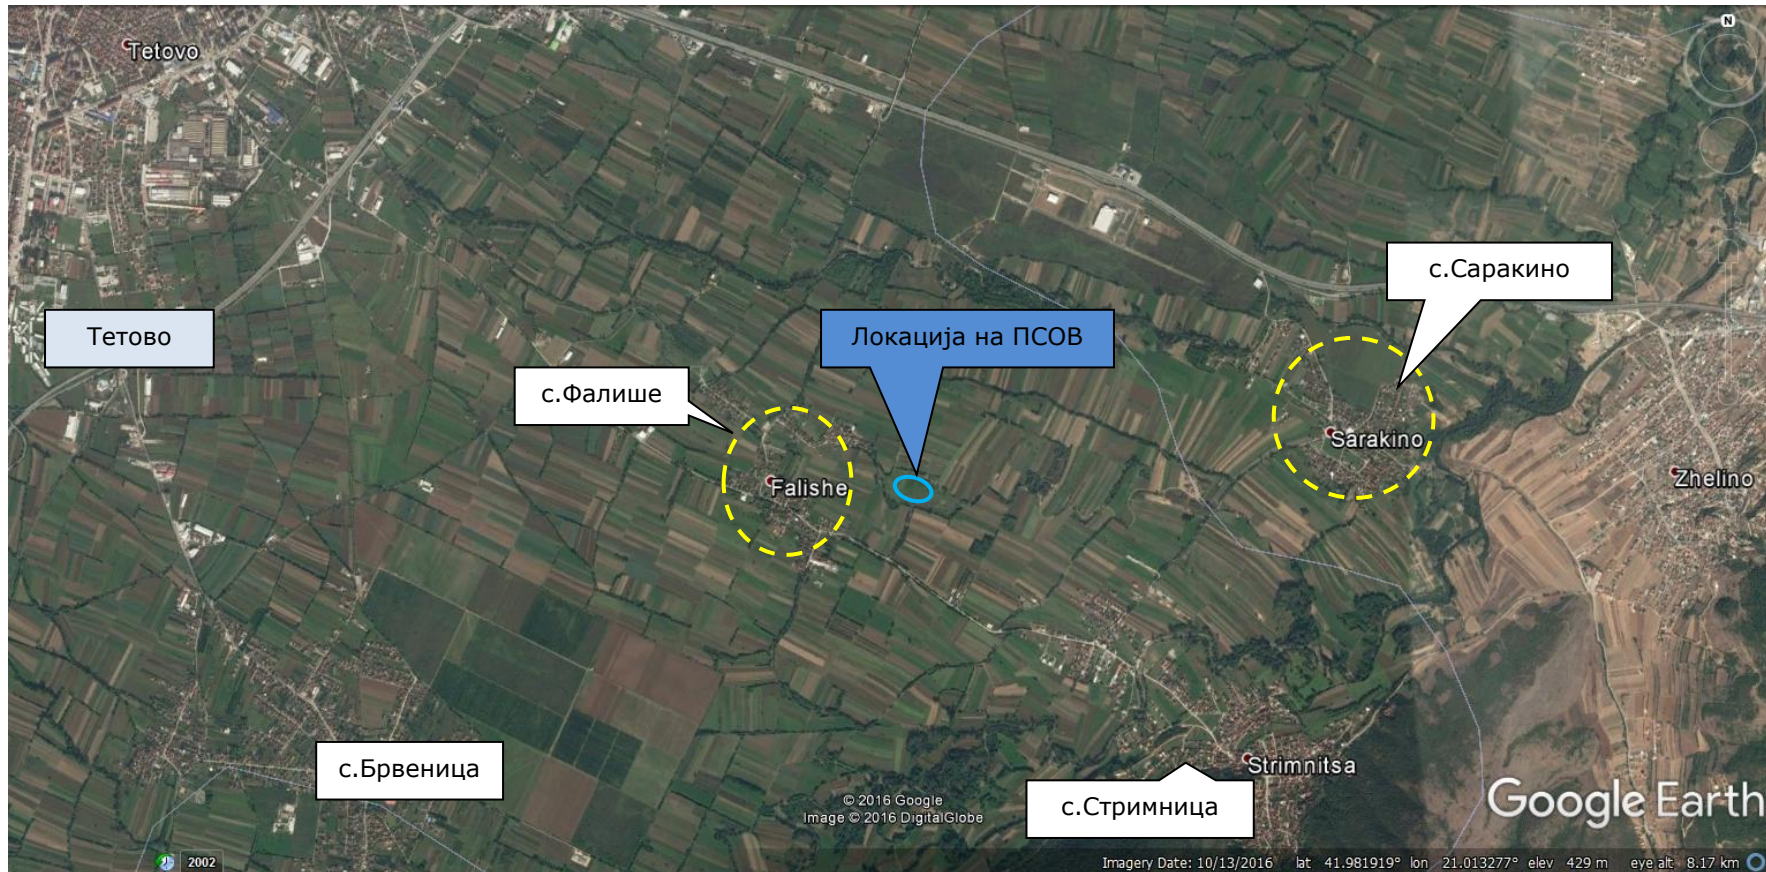 N
Tetovo
с.Саракино
Тетово
Локација на ПСОВ
с.Фалише
Sarakino
Zhelino
Falishe
с.Брвеница
Strimnitsa
с.Стримница
© 2016 Google
Image © 2016 DigitalGlobe
Google Earth
2002
Imagery Date: 10/13/2016 lat 41.981919° lon 21.013277° elev 429 m eye alt 8.17 km